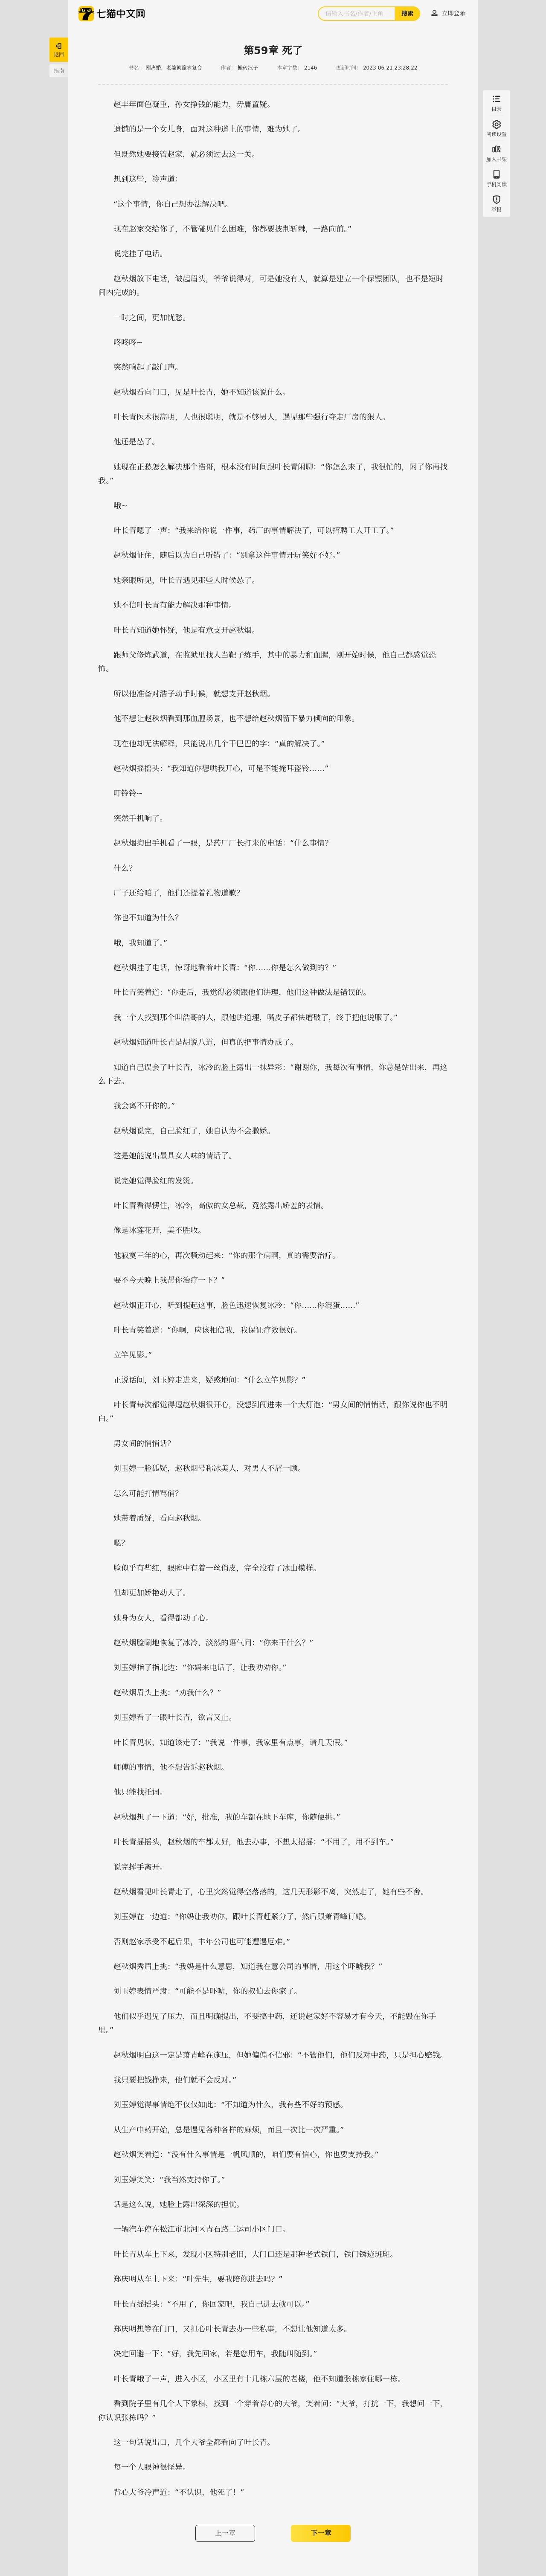 七猫中文网
请输入书名/作者/主角
搜索
立即登录
返回
指南
目录
阅读设置
加入书架
手机阅读
举报
第59章 死了
书名： 刚离婚，老婆就跪求复合 作者： 搬砖汉子 本章字数： 2146 更新时间： 2023-06-21 23:28:22
赵丰年面色凝重，孙女挣钱的能力，毋庸置疑。
遗憾的是一个女儿身，面对这种道上的事情，难为她了。
但既然她要接管赵家，就必须过去这一关。
想到这些，冷声道：
“这个事情，你自己想办法解决吧。
现在赵家交给你了，不管碰见什么困难，你都要披荆斩棘，一路向前。”
说完挂了电话。
赵秋烟放下电话，皱起眉头，爷爷说得对，可是她没有人，就算是建立一个保镖团队，也不是短时
间内完成的。
一时之间，更加忧愁。
咚咚咚~
突然响起了敲门声。
赵秋烟看向门口，见是叶长青，她不知道该说什么。
叶长青医术很高明，人也很聪明，就是不够男人，遇见那些强行夺走厂房的狠人。
他还是怂了。
她现在正愁怎么解决那个浩哥，根本没有时间跟叶长青闲聊：“你怎么来了，我很忙的，闲了你再找
我。”
哦~
叶长青嗯了一声：“我来给你说一件事，药厂的事情解决了，可以招聘工人开工了。”
赵秋烟怔住，随后以为自己听错了：“别拿这件事情开玩笑好不好。”
她亲眼所见，叶长青遇见那些人时候怂了。
她不信叶长青有能力解决那种事情。
叶长青知道她怀疑，他是有意支开赵秋烟。
跟师父修炼武道，在监狱里找人当靶子练手，其中的暴力和血腥，刚开始时候，他自己都感觉恐
怖。
所以他准备对浩子动手时候，就想支开赵秋烟。
他不想让赵秋烟看到那血腥场景，也不想给赵秋烟留下暴力倾向的印象。
现在他却无法解释，只能说出几个干巴巴的字：“真的解决了。”
赵秋烟摇摇头：“我知道你想哄我开心，可是不能掩耳盗铃……”
叮铃铃~
突然手机响了。
赵秋烟掏出手机看了一眼，是药厂厂长打来的电话：“什么事情？
什么？
厂子还给咱了，他们还提着礼物道歉？
你也不知道为什么？
哦，我知道了。”
赵秋烟挂了电话，惊讶地看着叶长青：“你……你是怎么做到的？”
叶长青笑着道：“你走后，我觉得必须跟他们讲理，他们这种做法是错误的。
我一个人找到那个叫浩哥的人，跟他讲道理，嘴皮子都快磨破了，终于把他说服了。”
赵秋烟知道叶长青是胡说八道，但真的把事情办成了。
知道自己误会了叶长青，冰冷的脸上露出一抹异彩：“谢谢你，我每次有事情，你总是站出来，再这
么下去。
我会离不开你的。”
赵秋烟说完，自己脸红了，她自认为不会撒娇。
这是她能说出最具女人味的情话了。
说完她觉得脸红的发烫。
叶长青看得愣住，冰冷，高傲的女总裁，竟然露出娇羞的表情。
像是冰莲花开，美不胜收。
他寂寞三年的心，再次骚动起来：“你的那个病啊，真的需要治疗。
要不今天晚上我帮你治疗一下？”
赵秋烟正开心，听到提起这事，脸色迅速恢复冰冷：“你……你混蛋……”
叶长青笑着道：“你啊，应该相信我，我保证疗效很好。
立竿见影。”
正说话间，刘玉婷走进来，疑惑地问：“什么立竿见影？”
叶长青每次都觉得逗赵秋烟很开心，没想到闯进来一个大灯泡：“男女间的悄悄话，跟你说你也不明
白。”
男女间的悄悄话？
刘玉婷一脸狐疑，赵秋烟号称冰美人，对男人不屑一顾。
怎么可能打情骂俏？
她带着质疑，看向赵秋烟。
嗯？
脸似乎有些红，眼眸中有着一丝俏皮，完全没有了冰山模样。
但却更加娇艳动人了。
她身为女人，看得都动了心。
赵秋烟脸唰地恢复了冰冷，淡然的语气问：“你来干什么？”
刘玉婷指了指北边：“你妈来电话了，让我劝劝你。”
赵秋烟眉头上挑：“劝我什么？”
刘玉婷看了一眼叶长青，欲言又止。
叶长青见状，知道该走了：“我说一件事，我家里有点事，请几天假。”
师傅的事情，他不想告诉赵秋烟。
他只能找托词。
赵秋烟想了一下道：“好，批准，我的车都在地下车库，你随便挑。”
叶长青摇摇头，赵秋烟的车都太好，他去办事，不想太招摇：“不用了，用不到车。”
说完挥手离开。
赵秋烟看见叶长青走了，心里突然觉得空落落的，这几天形影不离，突然走了，她有些不舍。
刘玉婷在一边道：“你妈让我劝你，跟叶长青赶紧分了，然后跟萧青峰订婚。
否则赵家承受不起后果，丰年公司也可能遭遇厄难。”
赵秋烟秀眉上挑：“我妈是什么意思，知道我在意公司的事情，用这个吓唬我？”
刘玉婷表情严肃：“可能不是吓唬，你的叔伯去你家了。
他们似乎遇见了压力，而且明确提出，不要搞中药，还说赵家好不容易才有今天，不能毁在你手
里。”
赵秋烟明白这一定是萧青峰在施压，但她偏偏不信邪：“不管他们，他们反对中药，只是担心赔钱。
我只要把钱挣来，他们就不会反对。”
刘玉婷觉得事情绝不仅仅如此：“不知道为什么，我有些不好的预感。
从生产中药开始，总是遇见各种各样的麻烦，而且一次比一次严重。”
赵秋烟笑着道：“没有什么事情是一帆风顺的，咱们要有信心，你也要支持我。”
刘玉婷笑笑：“我当然支持你了。”
话是这么说，她脸上露出深深的担忧。
一辆汽车停在松江市北河区青石路二运司小区门口。
叶长青从车上下来，发现小区特别老旧，大门口还是那种老式铁门，铁门锈迹斑斑。
郑庆明从车上下来：“叶先生，要我陪你进去吗？”
叶长青摇摇头：“不用了，你回家吧，我自己进去就可以。”
郑庆明想等在门口，又担心叶长青去办一些私事，不想让他知道太多。
决定回避一下：“好，我先回家，若是您用车，我随叫随到。”
叶长青哦了一声，进入小区，小区里有十几栋六层的老楼，他不知道张栋家住哪一栋。
看到院子里有几个人下象棋，找到一个穿着背心的大爷，笑着问：“大爷，打扰一下，我想问一下，
你认识张栋吗？”
这一句话说出口，几个大爷全都看向了叶长青。
每一个人眼神很怪异。
背心大爷冷声道：“不认识，他死了！”
上一章
下一章